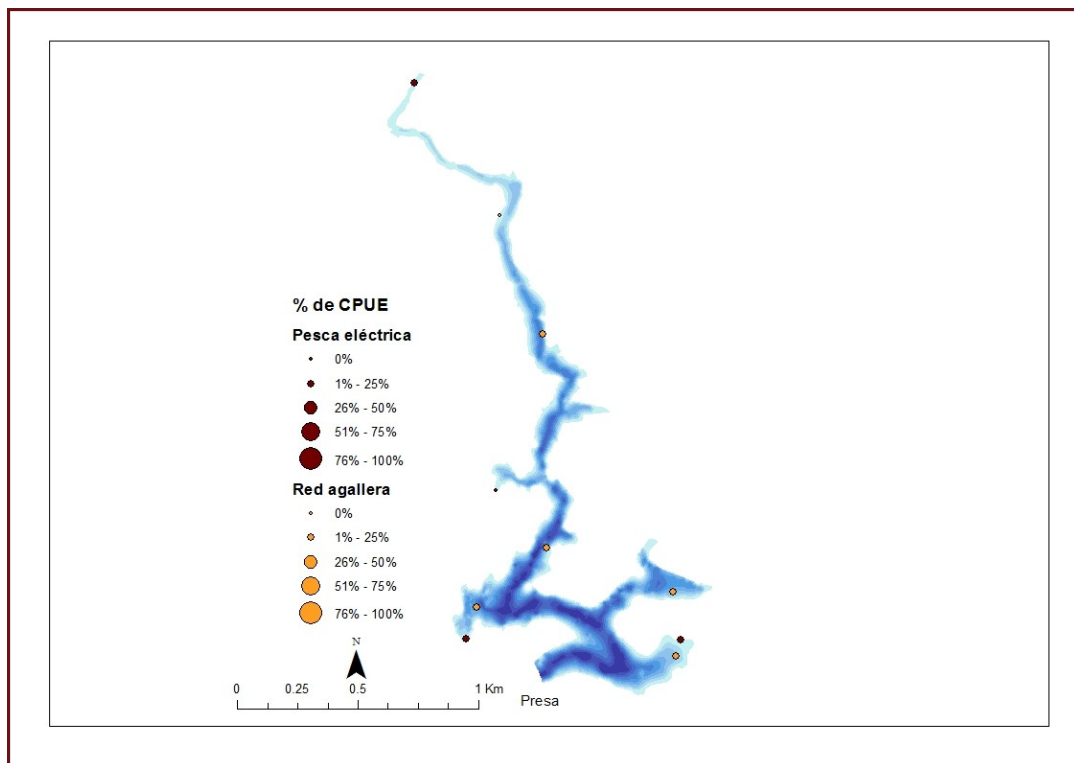 % de CPUE
Pesca eléctrica
0%
1% - 25%
26% - 50%
51% - 75%
76% - 100%
Red agallera
0%
1% - 25%
26% - 50%
51% - 75%
76% - 100%
N
0 0.25 0.5 1 Km
Presa